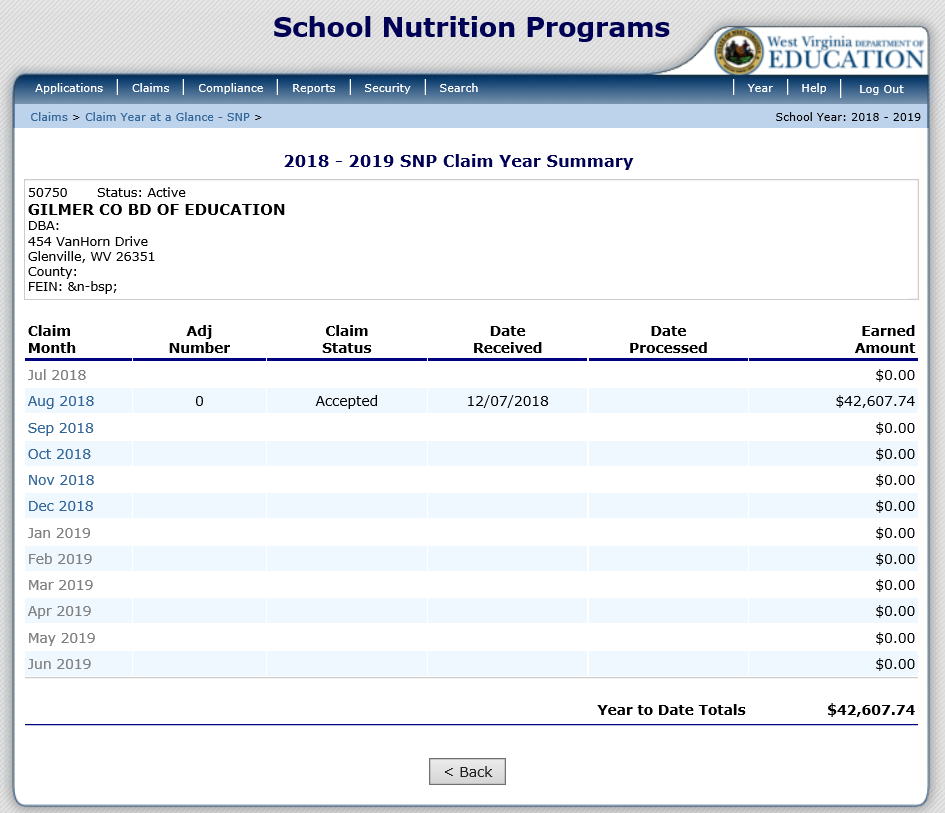 School Nutrition Programs
West Virginia DEPARTMENT OF
EDUCATION
Applications Claims Compliance Reports Security Search Year Help Log Out
Claims > Claim Year at a Glance - SNP > School Year: 2018 - 2019
2018 - 2019 SNP Claim Year Summary
50750 Status: Active
GILMER CO BD OF EDUCATION
DBA:
454 VanHorn Drive
Glenville, WV 26351
County:
FEIN: &n-bsp;
Claim Adj Claim Date Date Earned
Month Number Status Received Processed Amount
Jul 2018 $0.00
Aug 2018 0 Accepted 12/07/2018 $42,607.74
Sep 2018 $0.00
Oct 2018 $0.00
Nov 2018 $0.00
Dec 2018 $0.00
Jan 2019 $0.00
Feb 2019 $0.00
Mar 2019 $0.00
Apr 2019 $0.00
May 2019 $0.00
Jun 2019 $0.00
Year to Date Totals $42,607.74
< Back